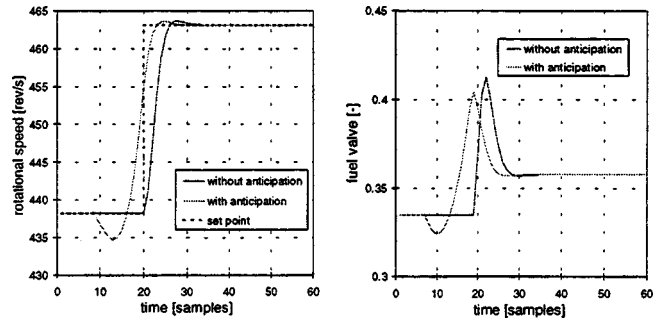 465
460
455
450
445
440
435
430
rotational speed [rev/s]
without anticipation
with anticipation
set point
0 10 20 30 40 50 60
time [samples]
0.45
0.4
0.35
0.3
fuel valve [-]
without anticipation
with anticipation
0 10 20 30 40 50 60
time [samples]